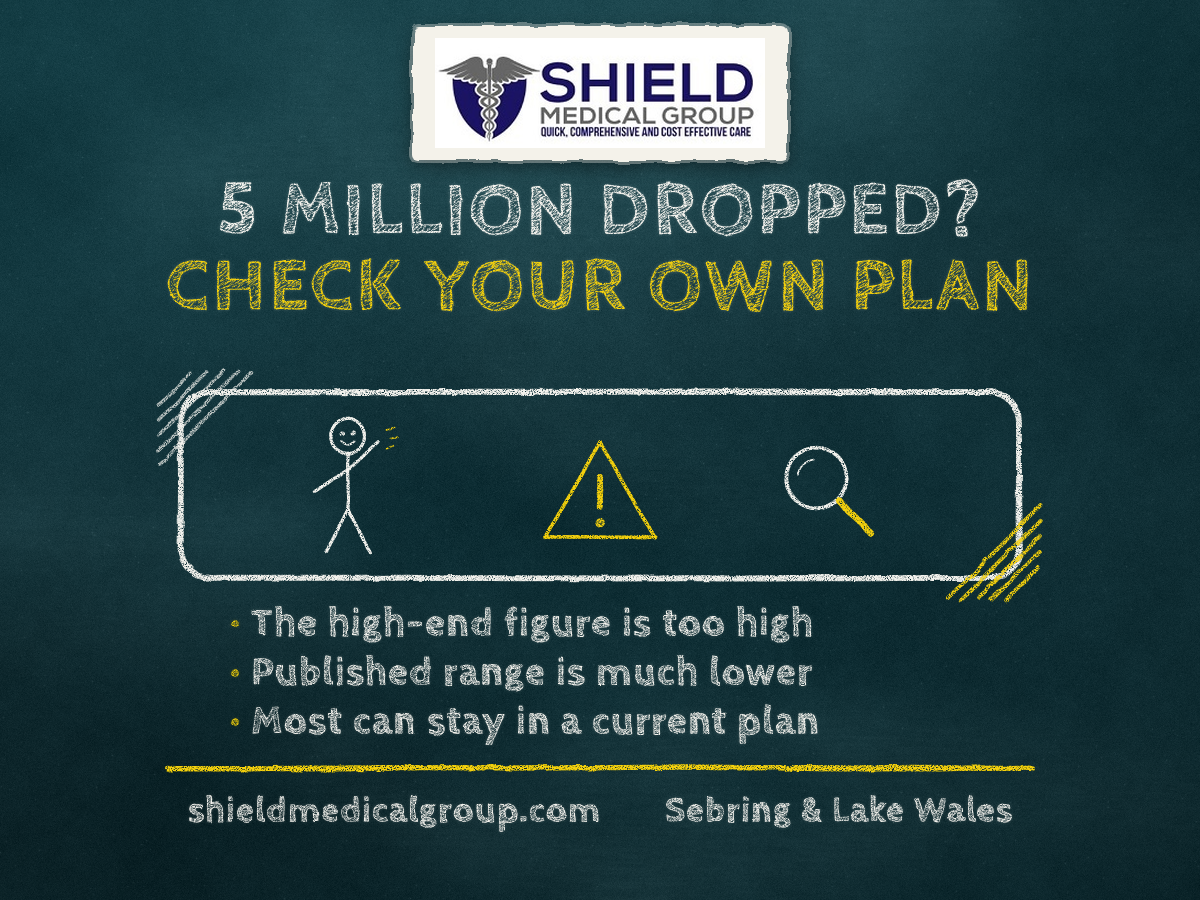 SHIELD
MEDICAL GROUP
QUICK, COMPREHENSIVE AND COST EFFECTIVE CARE
5 MILLION DROPPED?
CHECK YOUR OWN PLAN
• The high-end figure is too high
• Published range is much lower
• Most can stay in a current plan
shieldmedicalgroup.com Sebring & Lake Wales